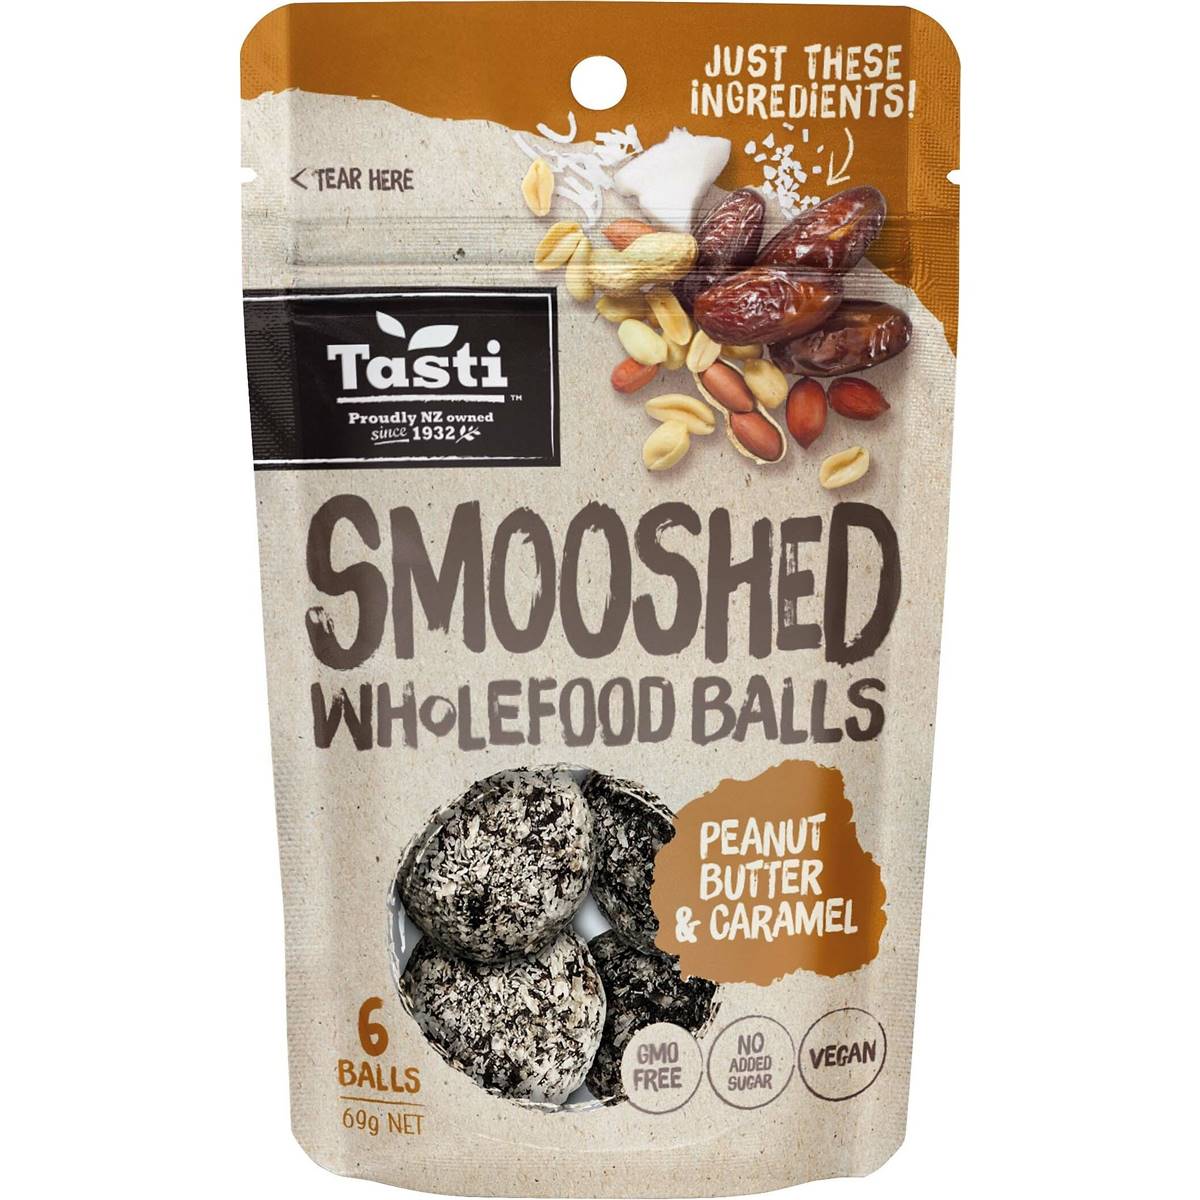 JUST THESE
INGREDIENTS!
< TEAR HERE
Tasti™
Proudly NZ owned
since 1932
SMOOSHED
WHOLEFOOD BALLS
PEANUT
BUTTER
& CARAMEL
6
BALLS
69g NET
GMO
FREE
NO
ADDED
SUGAR
VEGAN